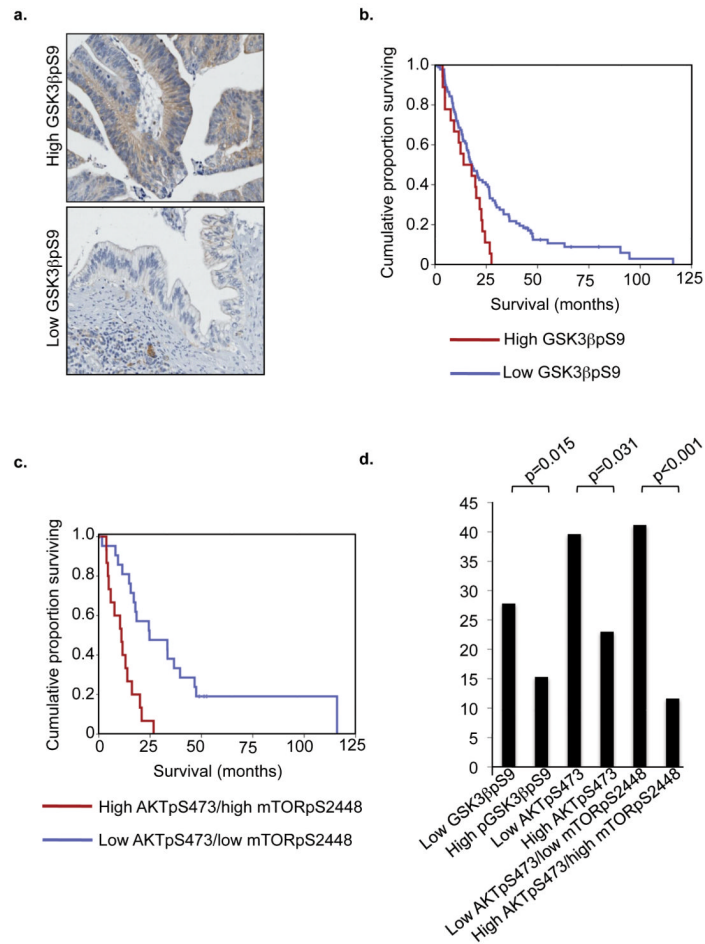 a.
High GSK3βpS9
Low GSK3βpS9
b.
Cumulative proportion surviving
1.0
0.8
0.6
0.4
0.2
0
0
25
50
75
100
125
Survival (months)
High GSK3βpS9
Low GSK3βpS9
c.
Cumulative proportion surviving
1.0
0.8
0.6
0.4
0.2
0
0
25
50
75
100
125
Survival (months)
High AKTpS473/high mTORpS2448
Low AKTpS473/low mTORpS2448
d.
p=0.015
p=0.031
p<0.001
45
40
35
30
25
20
15
10
5
0
Low GSK3βpS9
High pGSK3βpS9
Low AKTpS473
High AKTpS473
Low AKTpS473/low mTORpS2448
High AKTpS473/high mTORpS2448